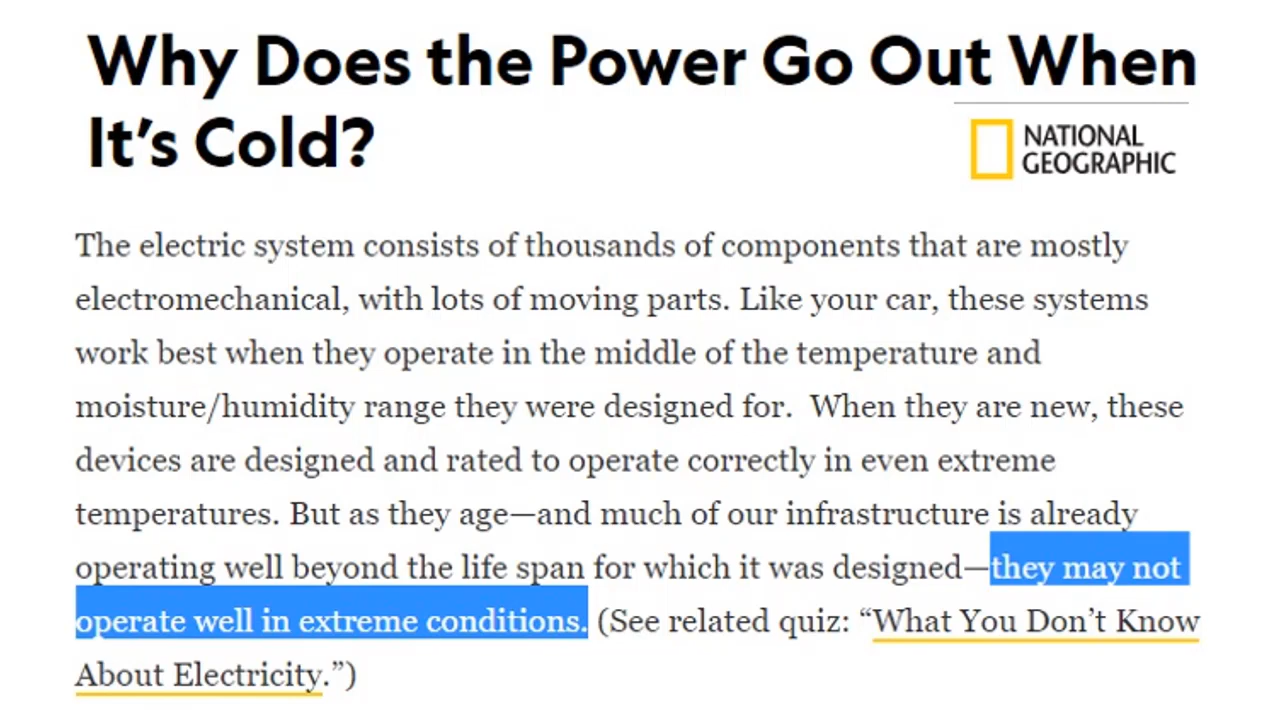 Why Does the Power Go Out When
It’s Cold?
NATIONAL
GEOGRAPHIC
The electric system consists of thousands of components that are mostly
electromechanical, with lots of moving parts. Like your car, these systems
work best when they operate in the middle of the temperature and
moisture/humidity range they were designed for.  When they are new, these
devices are designed and rated to operate correctly in even extreme
temperatures. But as they age—and much of our infrastructure is already
operating well beyond the life span for which it was designed—they may not
operate well in extreme conditions. (See related quiz: “What You Don’t Know
About Electricity.”)